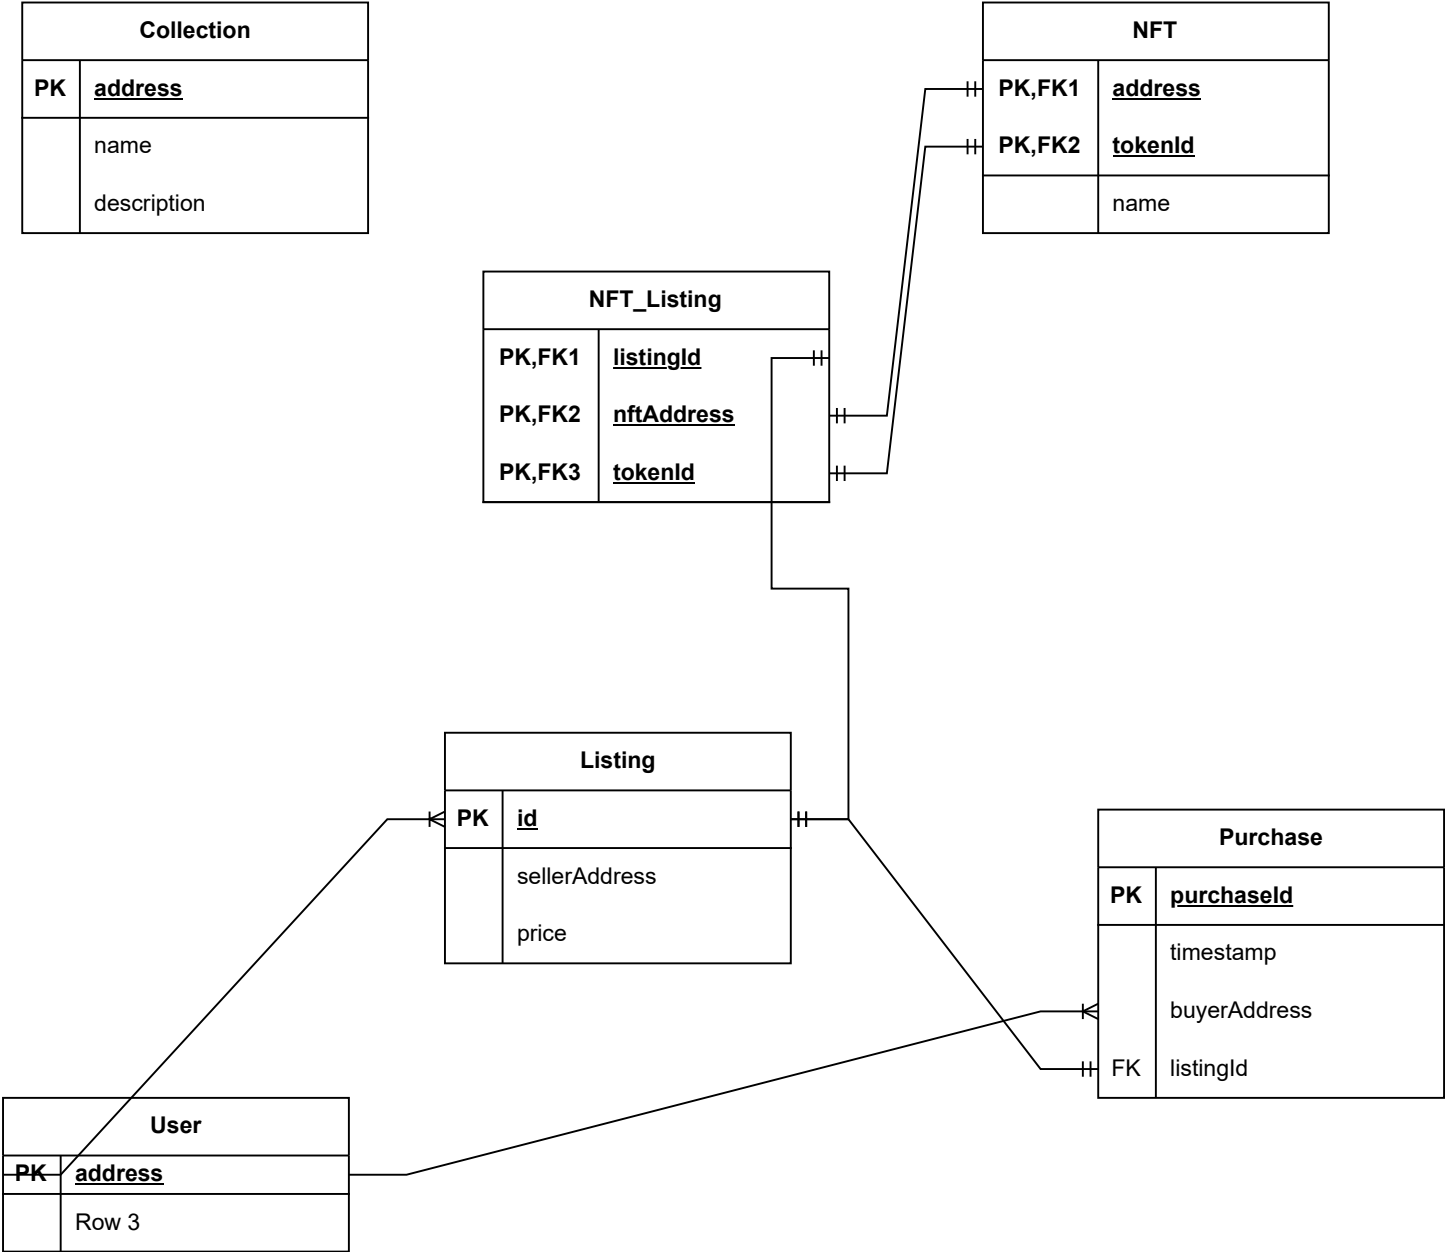 Collection
PK address
name
description
NFT
PK,FK1 address
PK,FK2 tokenId
name
NFT_Listing
PK,FK1 listingId
PK,FK2 nftAddress
PK,FK3 tokenId
Listing
PK id
sellerAddress
price
Purchase
PK purchaseId
timestamp
buyerAddress
FK listingId
User
PK address
Row 3